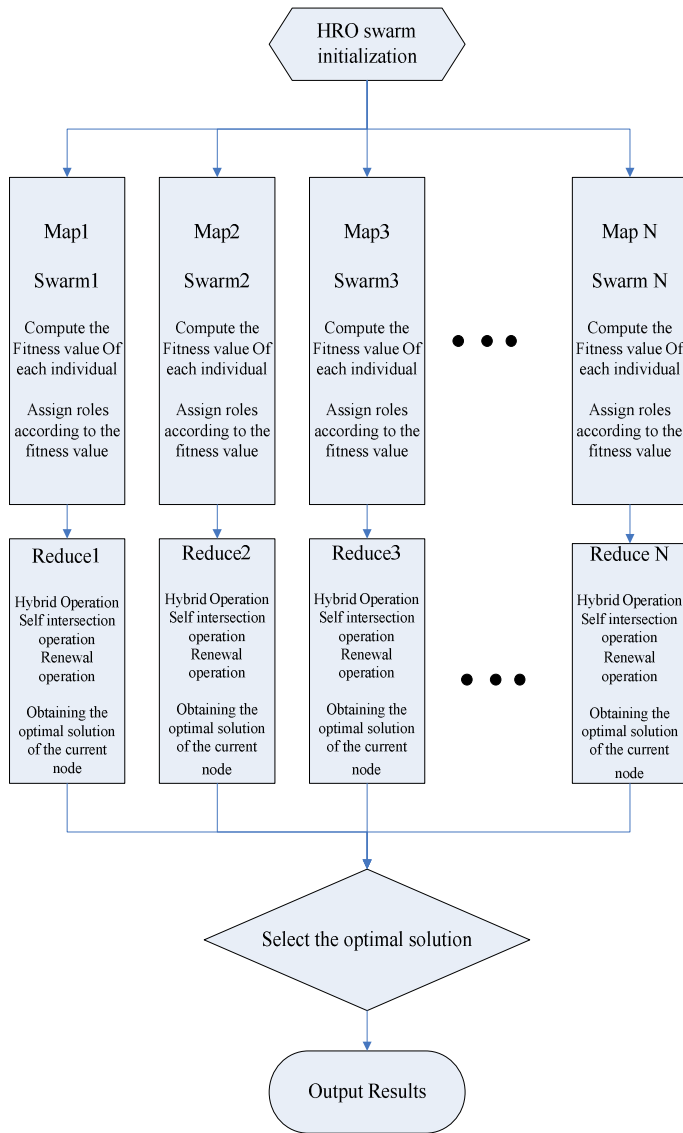 HRO swarm
initialization
Map1
Swarm1
Compute the
Fitness value Of
each individual
Assign roles
according to the
fitness value
Map2
Swarm2
Compute the
Fitness value Of
each individual
Assign roles
according to the
fitness value
Map3
Swarm3
Compute the
Fitness value Of
each individual
Assign roles
according to the
fitness value
Map N
Swarm N
Compute the
Fitness value Of
each individual
Assign roles
according to the
fitness value
Reduce1
Hybrid Operation
Self intersection
operation
Renewal
operation
Obtaining the
optimal solution
of the current
node
Reduce2
Hybrid Operation
Self intersection
operation
Renewal
operation
Obtaining the
optimal solution
of the current
node
Reduce3
Hybrid Operation
Self intersection
operation
Renewal
operation
Obtaining the
optimal solution
of the current
node
Reduce N
Hybrid Operation
Self intersection
operation
Renewal
operation
Obtaining the
optimal solution
of the current
node
Select the optimal solution
Output Results